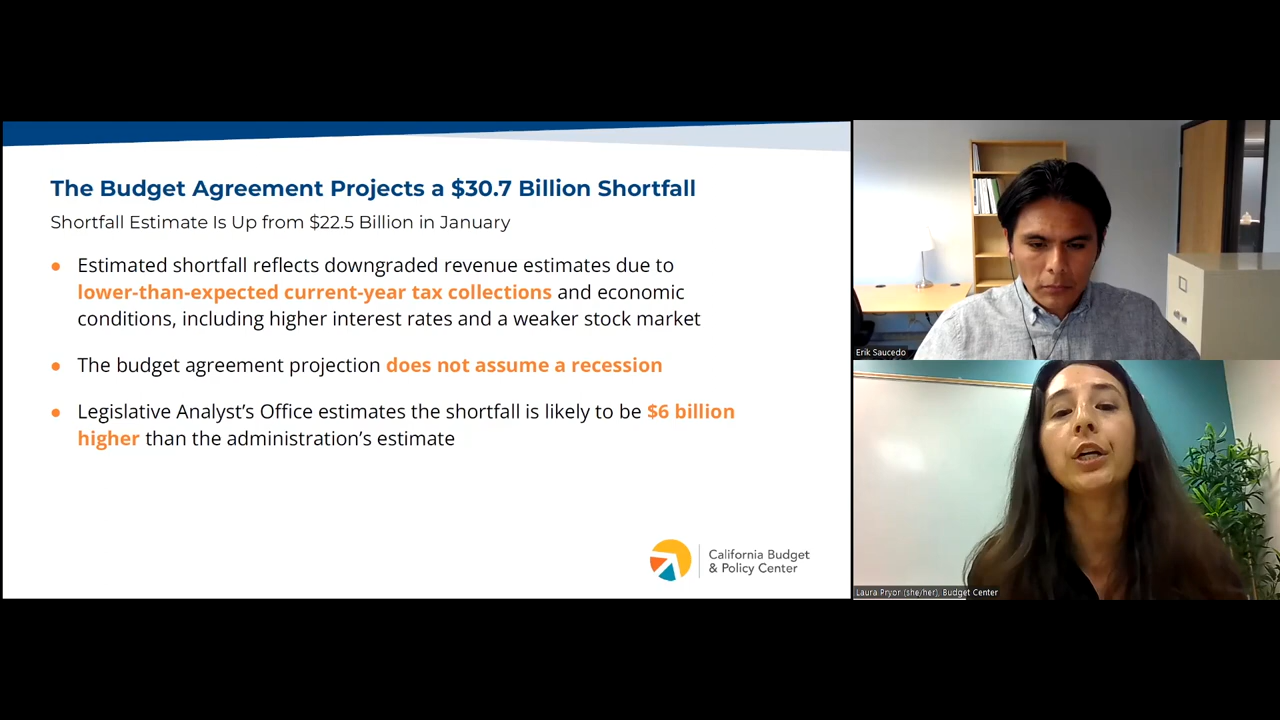 The Budget Agreement Projects a $30.7 Billion Shortfall
Shortfall Estimate Is Up from $22.5 Billion in January
• Estimated shortfall reflects downgraded revenue estimates due to
lower-than-expected current-year tax collections and economic
conditions, including higher interest rates and a weaker stock market
• The budget agreement projection does not assume a recession
• Legislative Analyst’s Office estimates the shortfall is likely to be $6 billion
higher than the administration’s estimate
California Budget
& Policy Center
Erik Saucedo
Laura Pryor (she/her), Budget Center